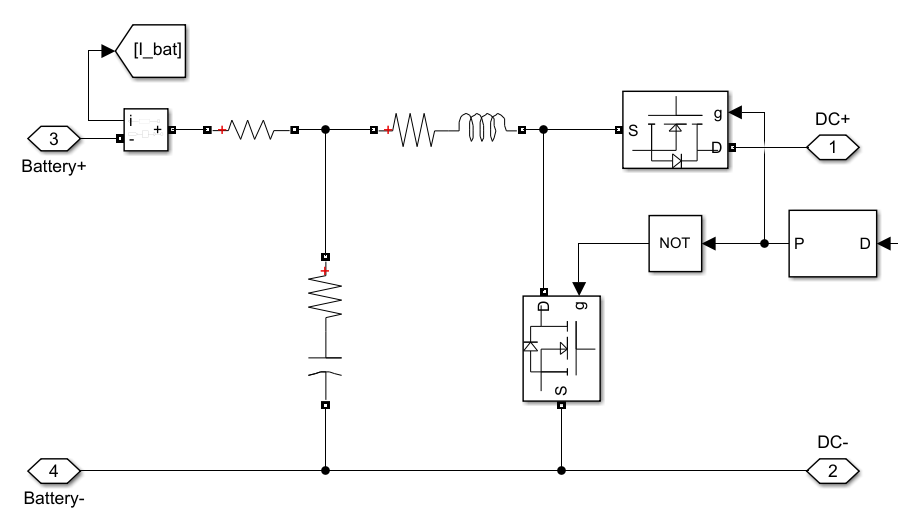 [I_bat]
i
+
-
3
Battery+
+
+
S
g
D
DC+
1
NOT
P
D
+
D
g
S
4
Battery-
DC-
2